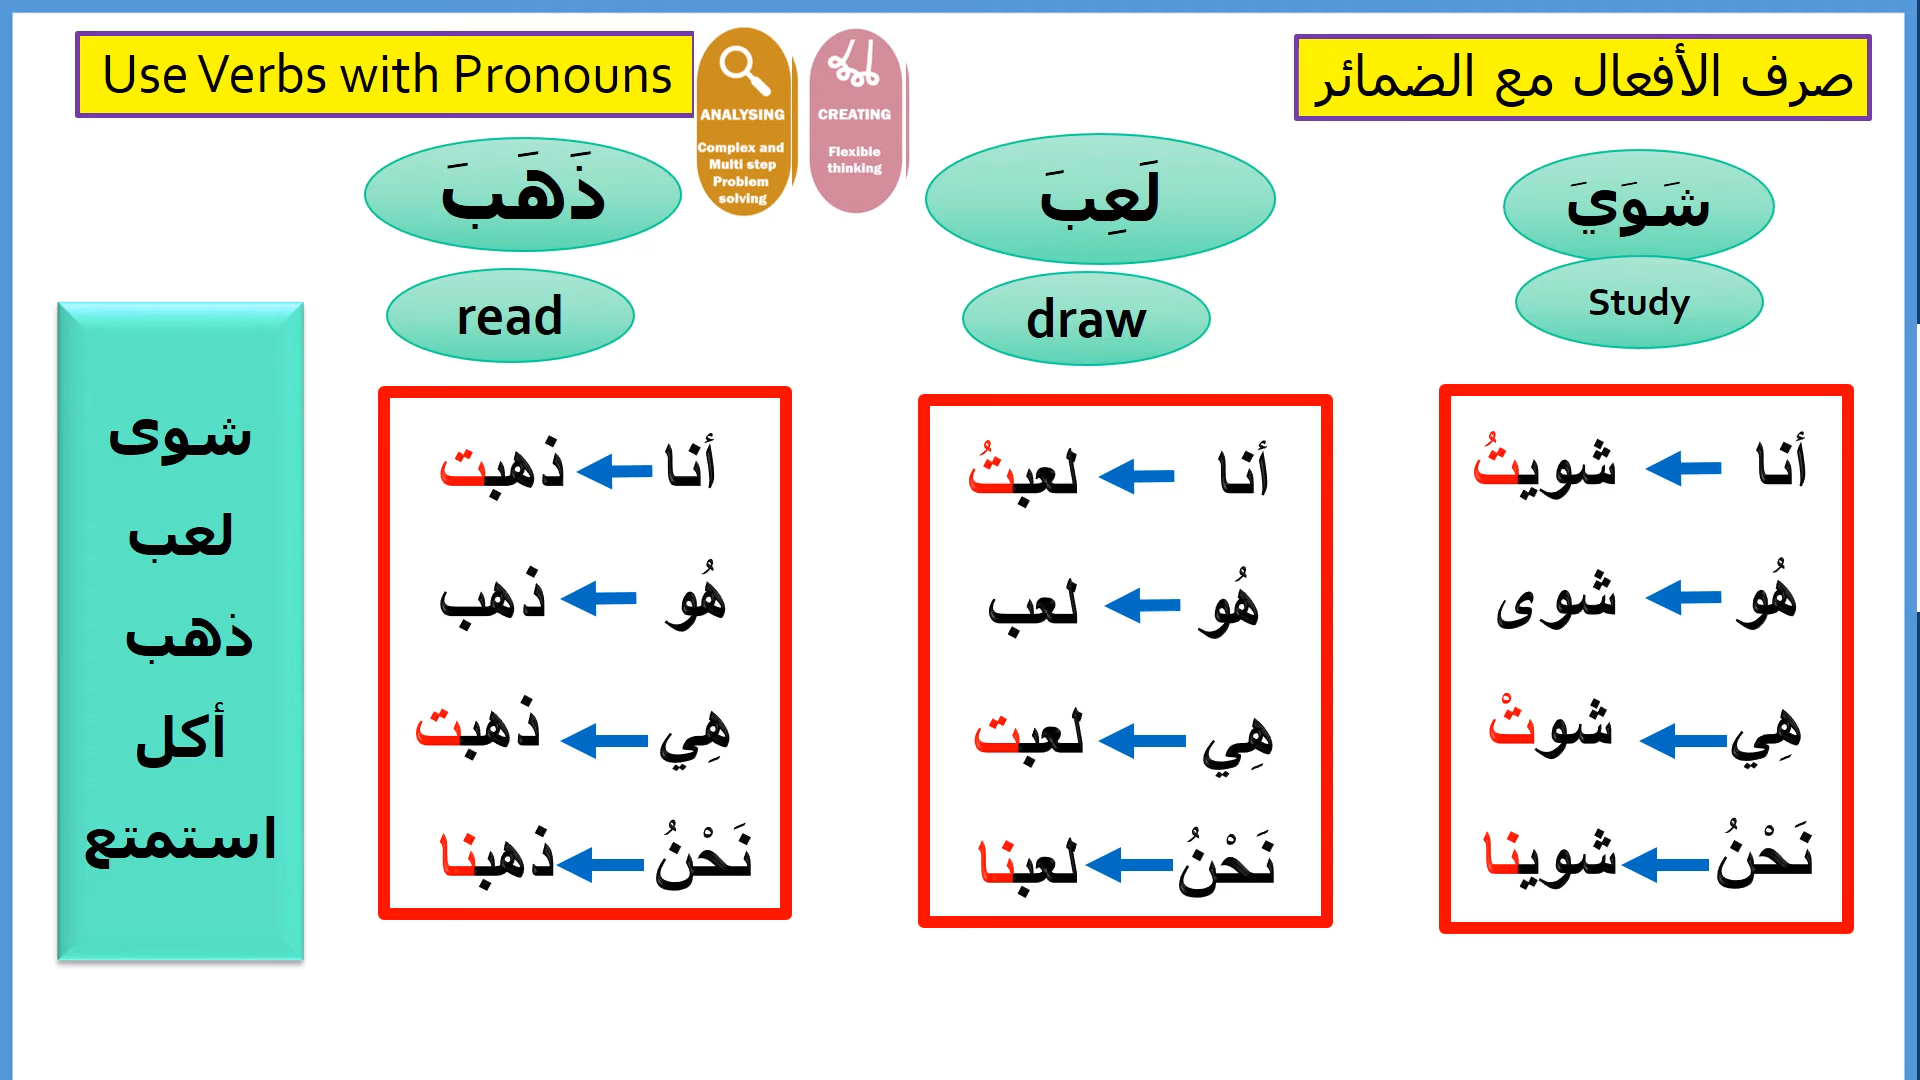 Use Verbs with Pronouns
صرف الأفعال مع الضمائر
ANALYSING
Complex and
Multi step
Problem
solving
CREATING
Flexible
thinking
شَوَيَ
Study
أنا شويتُ
هُو شوى
هِي شوتْ
نَحْنُ شوينا
لَعِبَ
draw
أنا لعبتُ
هُو لعب
هِي لعبت
نَحْنُ لعبنا
ذَهَبَ
read
أنا ذهبت
هُو ذهب
هِي ذهبت
نَحْنُ ذهبنا
شوى
لعب
ذهب
أكل
استمتع